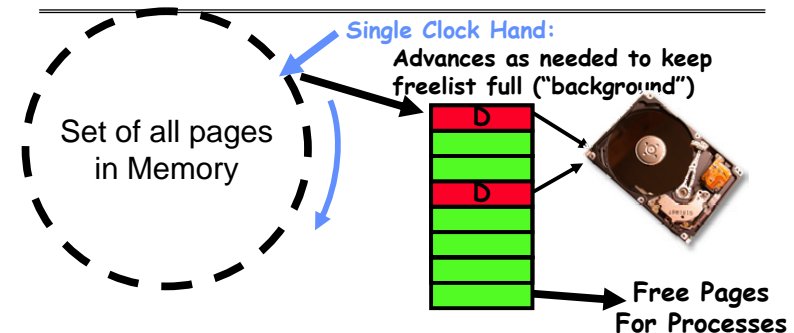 Single Clock Hand:
Advances as needed to keep
freelist full ("background")
Set of all pages
in Memory
D
D
Free Pages
For Processes